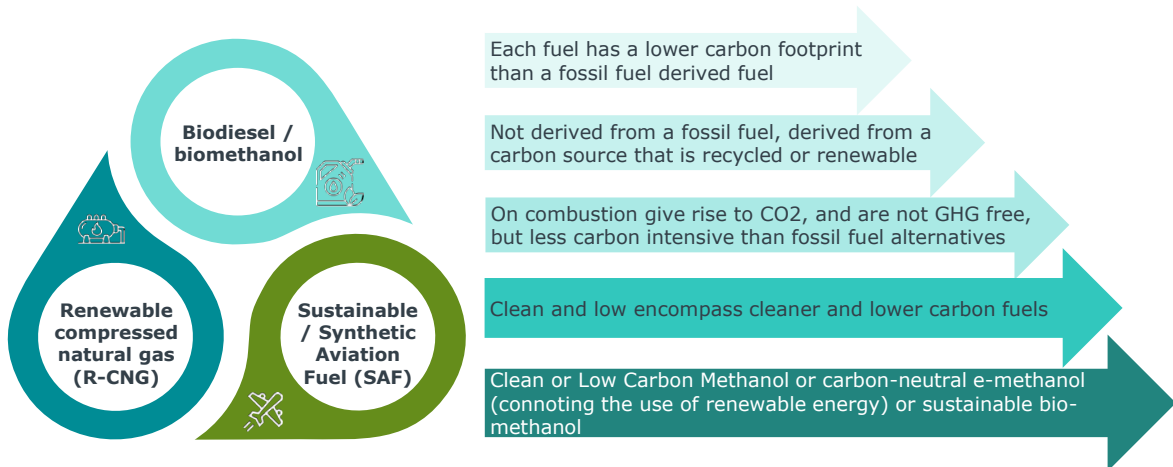 Biodiesel /
biomethanol
Renewable
compressed
natural gas
(R-CNG)
Sustainable
/ Synthetic
Aviation
Fuel (SAF)
Each fuel has a lower carbon footprint
than a fossil fuel derived fuel
Not derived from a fossil fuel, derived from a
carbon source that is recycled or renewable
On combustion give rise to CO2, and are not GHG free,
but less carbon intensive than fossil fuel alternatives
Clean and low encompass cleaner and lower carbon fuels
Clean or Low Carbon Methanol or carbon-neutral e-methanol
(connoting the use of renewable energy) or sustainable bio-
methanol